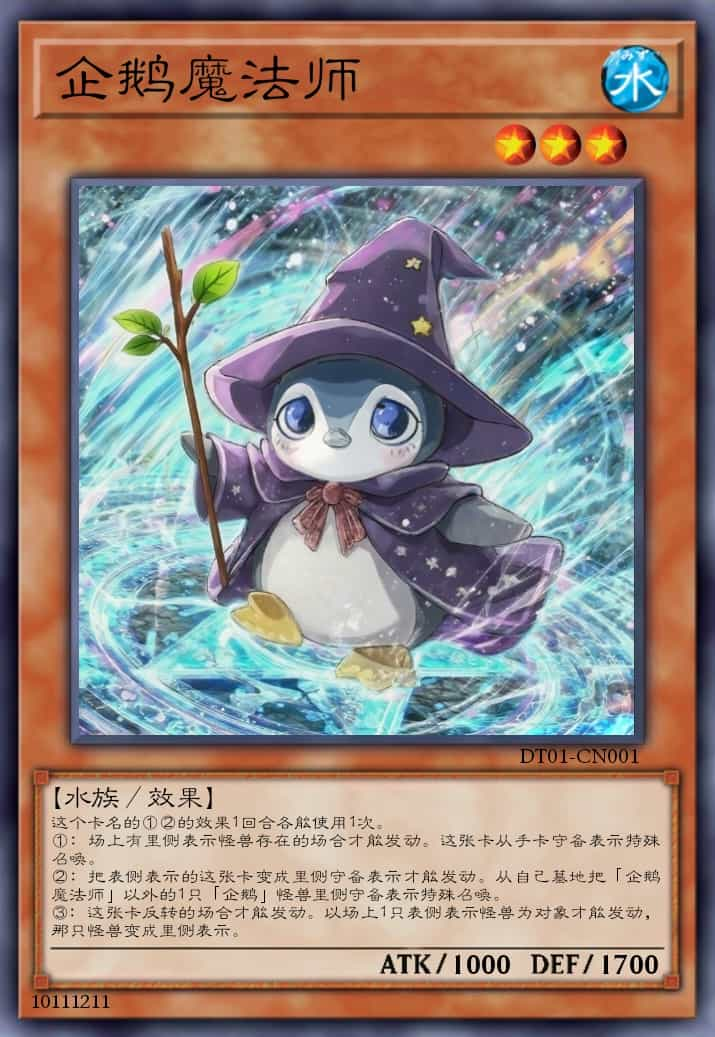 企鹅魔法师
みず
水
DT01-CN001
【水族／效果】
这个卡名的①②的效果1回合各能使用1次。
①：场上有里侧表示怪兽存在的场合才能发动。这张卡从手卡守备表示特殊
召唤。
②：把表侧表示的这张卡变成里侧守备表示才能发动。从自己墓地把「企鹅
魔法师」以外的1只「企鹅」怪兽里侧守备表示特殊召唤。
③：这张卡反转的场合才能发动。以场上1只表侧表示怪兽为对象才能发动，
那只怪兽变成里侧表示。
ATK/1000 DEF/1700
10111211